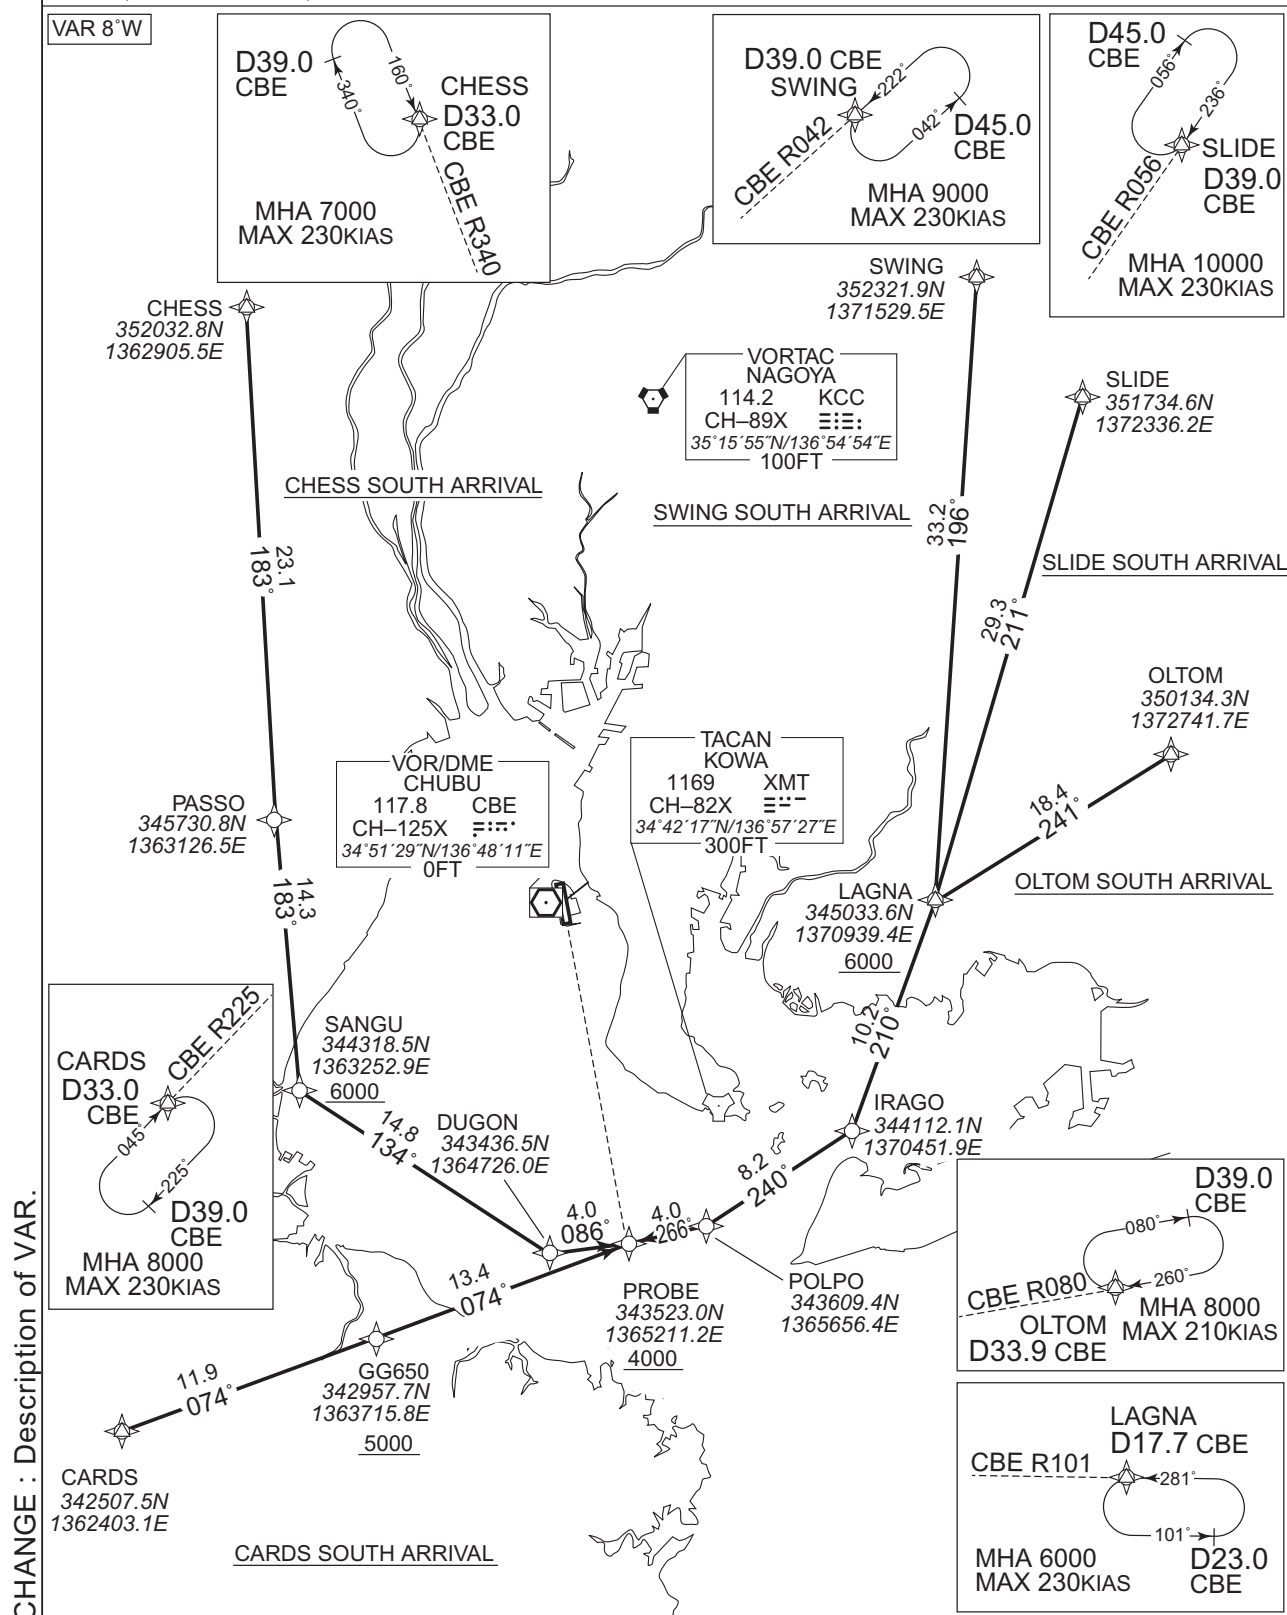 VAR 8°W
D39.0
CBE
340°
160°
CHESS
D33.0
CBE
CBE R340
MHA 7000
MAX 230KIAS
D39.0 CBE
SWING
222°
042°
D45.0
CBE
CBE R042
MHA 9000
MAX 230KIAS
D45.0
CBE
056°
236°
SLIDE
D39.0
CBE
CBE R056
MHA 10000
MAX 230KIAS
CHESS
352032.8N
1362905.5E
SWING
352321.9N
1371529.5E
VORTAC
NAGOYA
114.2 KCC
CH–89X
35°15´55˝N/136°54´54˝E
100FT
SLIDE
351734.6N
1372336.2E
CHESS SOUTH ARRIVAL
SWING SOUTH ARRIVAL
SLIDE SOUTH ARRIVAL
23.1
183°
33.2
196°
29.3
211°
OLTOM
350134.3N
1372741.7E
VOR/DME
CHUBU
117.8 CBE
CH–125X
34°51´29˝N/136°48´11˝E
0FT
TACAN
KOWA
1169 XMT
CH–82X
34°42´17˝N/136°57´27˝E
300FT
PASSO
345730.8N
1363126.5E
18.4
241°
OLTOM SOUTH ARRIVAL
14.3
183°
LAGNA
345033.6N
1370939.4E
6000
10.2
210°
CBE R225
CARDS
D33.0
CBE
045°
225°
D39.0
CBE
MHA 8000
MAX 230KIAS
SANGU
344318.5N
1363252.9E
6000
14.8
134°
DUGON
343436.5N
1364726.0E
IRAGO
344112.1N
1370451.9E
8.2
240°
4.0
086°
4.0
266°
POLPO
343609.4N
1365656.4E
PROBE
343523.0N
1365211.2E
4000
13.4
074°
GG650
342957.7N
1363715.8E
5000
11.9
074°
CARDS
342507.5N
1362403.1E
CARDS SOUTH ARRIVAL
D39.0
CBE
080°
260°
CBE R080
OLTOM
D33.9 CBE
MHA 8000
MAX 210KIAS
LAGNA
D17.7 CBE
CBE R101
281°
101°
D23.0
CBE
MHA 6000
MAX 230KIAS
CHANGE : Description of VAR.